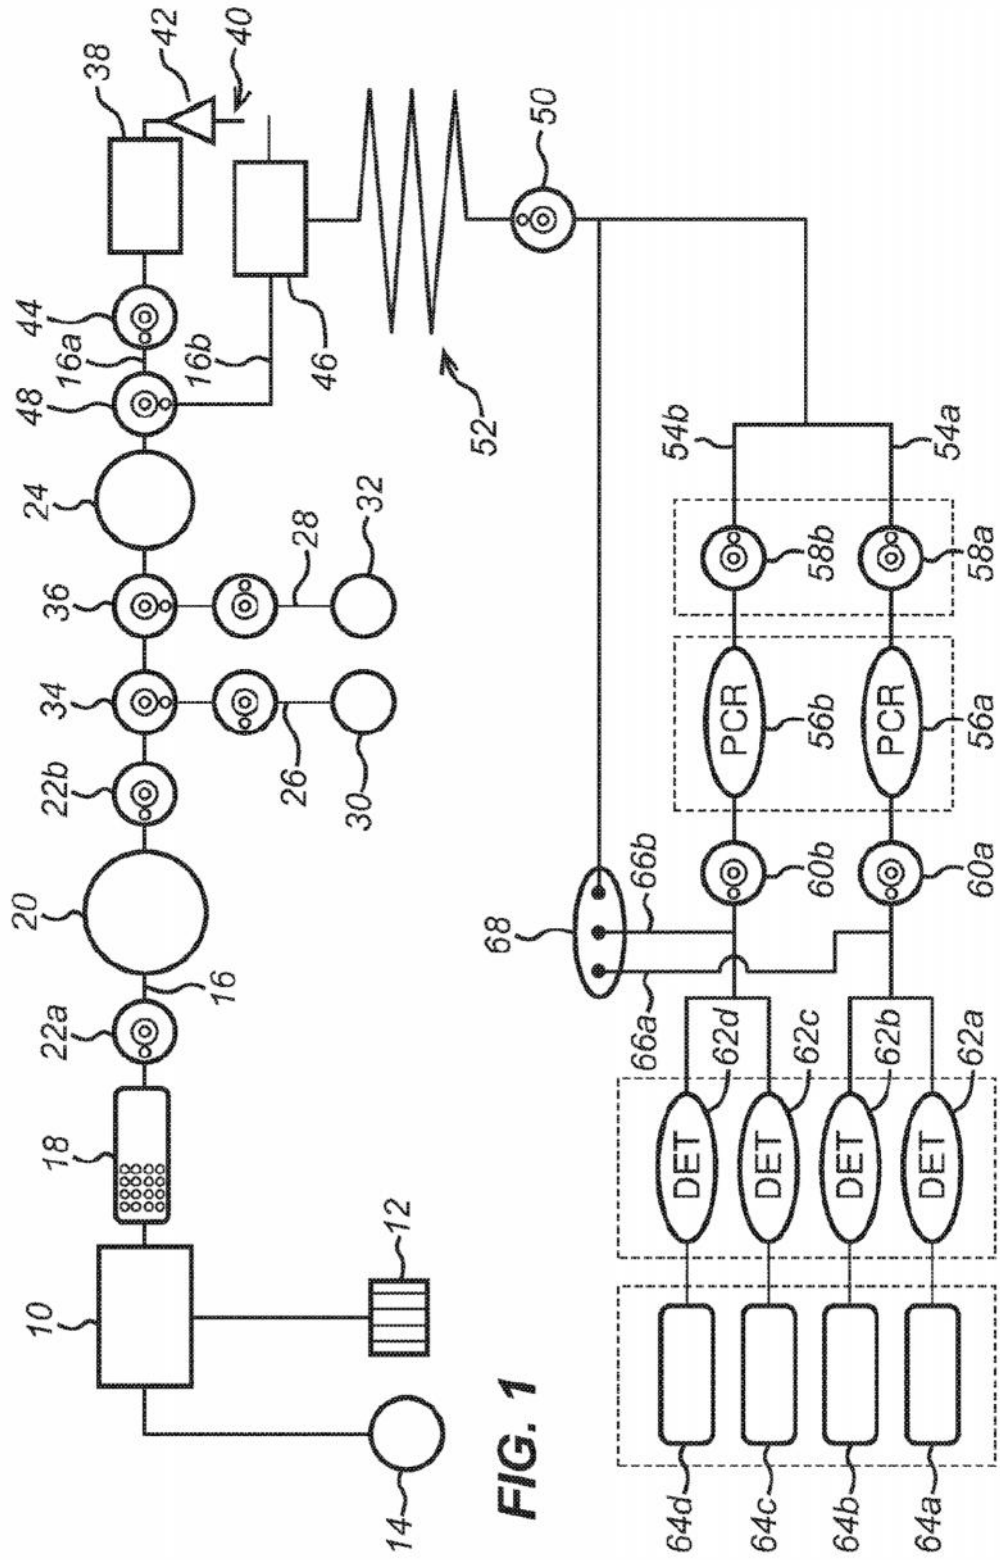 10
18
22a
20
22b
34
36
24
48
16a
44
38
42
16
16b
40
26
28
46
14
12
30
32
52
50
FIG. 1
68
66a
66b
54b
64d
DET
62d
PCR
60b
56b
58b
64c
DET
62c
64b
DET
62b
PCR
64a
DET
62a
60a
56a
58a
54a